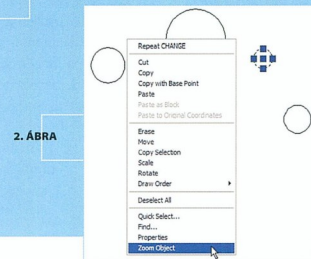 Repeat CHANGE
Cut
Copy
Copy with Base Point
Paste
Paste as Block
Paste to Original Coordinates
2. ÁBRA
Erase
Move
Copy Selection
Scale
Rotate
Draw Order
Deselect All
Quick Select...
Find...
Properties
Zoom Object